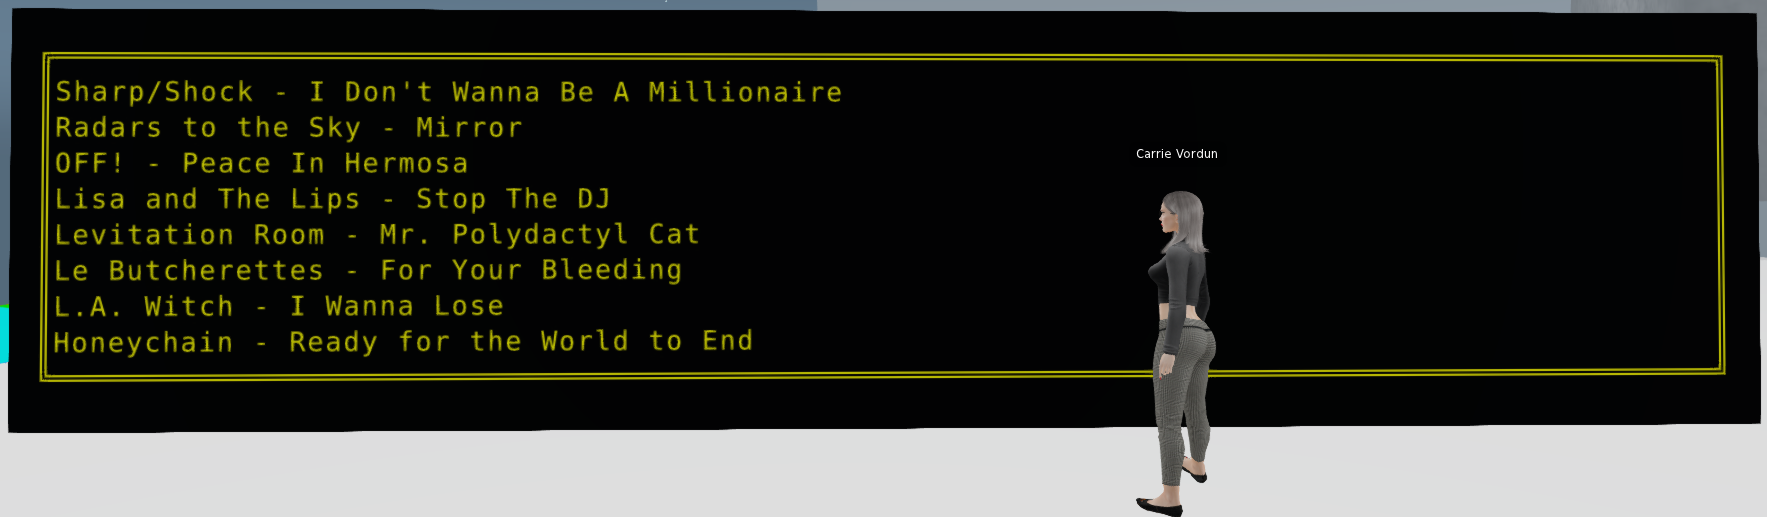 Sharp/Shock - I Don't Wanna Be A Millionaire
Radars to the Sky - Mirror
OFF! - Peace In Hermosa
Lisa and The Lips - Stop The DJ
Levitation Room - Mr. Polydactyl Cat
Le Butcherettes - For Your Bleeding
L.A. Witch - I Wanna Lose
Honeychain - Ready for the World to End
Carrie Vordun